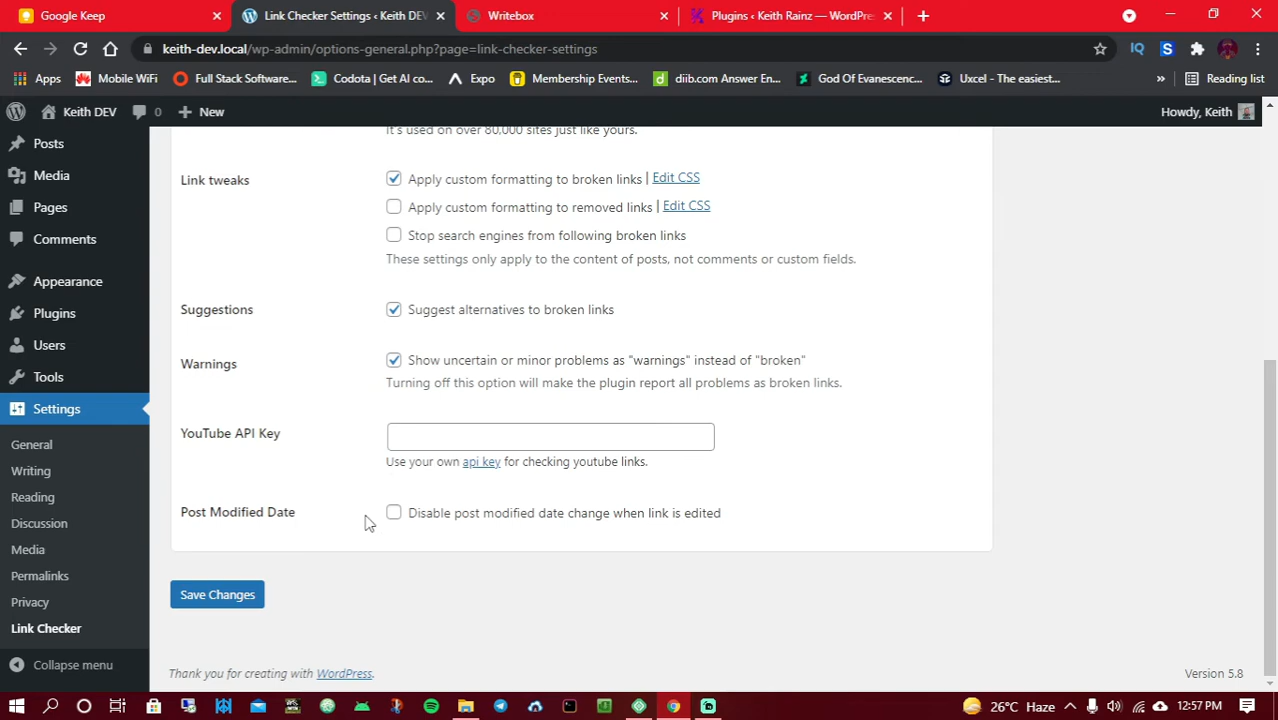 Google Keep
Link Checker Settings ‹ Keith DEV
Writebox
Plugins ‹ Keith Rainz — WordPre
keith-dev.local/wp-admin/options-general.php?page=link-checker-settings
Apps
Mobile WiFi
Full Stack Software...
Codota | Get AI co...
Expo
Membership Events...
diib.com Answer En...
God Of Evanescenc...
Uxcel - The easiest...
»
Reading list
Keith DEV
0
New
Howdy, Keith
Posts
Media
Pages
Comments
Appearance
Plugins
Users
Tools
Settings
General
Writing
Reading
Discussion
Media
Permalinks
Privacy
Link Checker
Collapse menu
It's used on over 80,000 sites just like yours.
Link tweaks
Apply custom formatting to broken links | Edit CSS
Apply custom formatting to removed links | Edit CSS
Stop search engines from following broken links
These settings only apply to the content of posts, not comments or custom fields.
Suggestions
Suggest alternatives to broken links
Warnings
Show uncertain or minor problems as "warnings" instead of "broken"
Turning off this option will make the plugin report all problems as broken links.
YouTube API Key
Use your own api key for checking youtube links.
Post Modified Date
Disable post modified date change when link is edited
Save Changes
Thank you for creating with WordPress.
Version 5.8
26°C Haze
12:57 PM